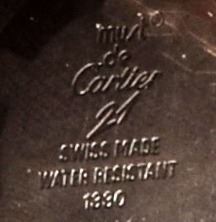 must
de
Cartier
21
SWISS MADE
WATER RESISTANT
1330